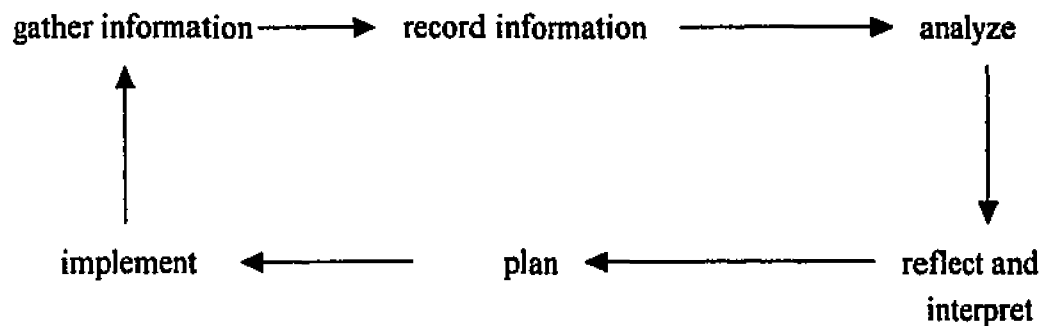 gather information record information analyze
implement plan reflect and
interpret